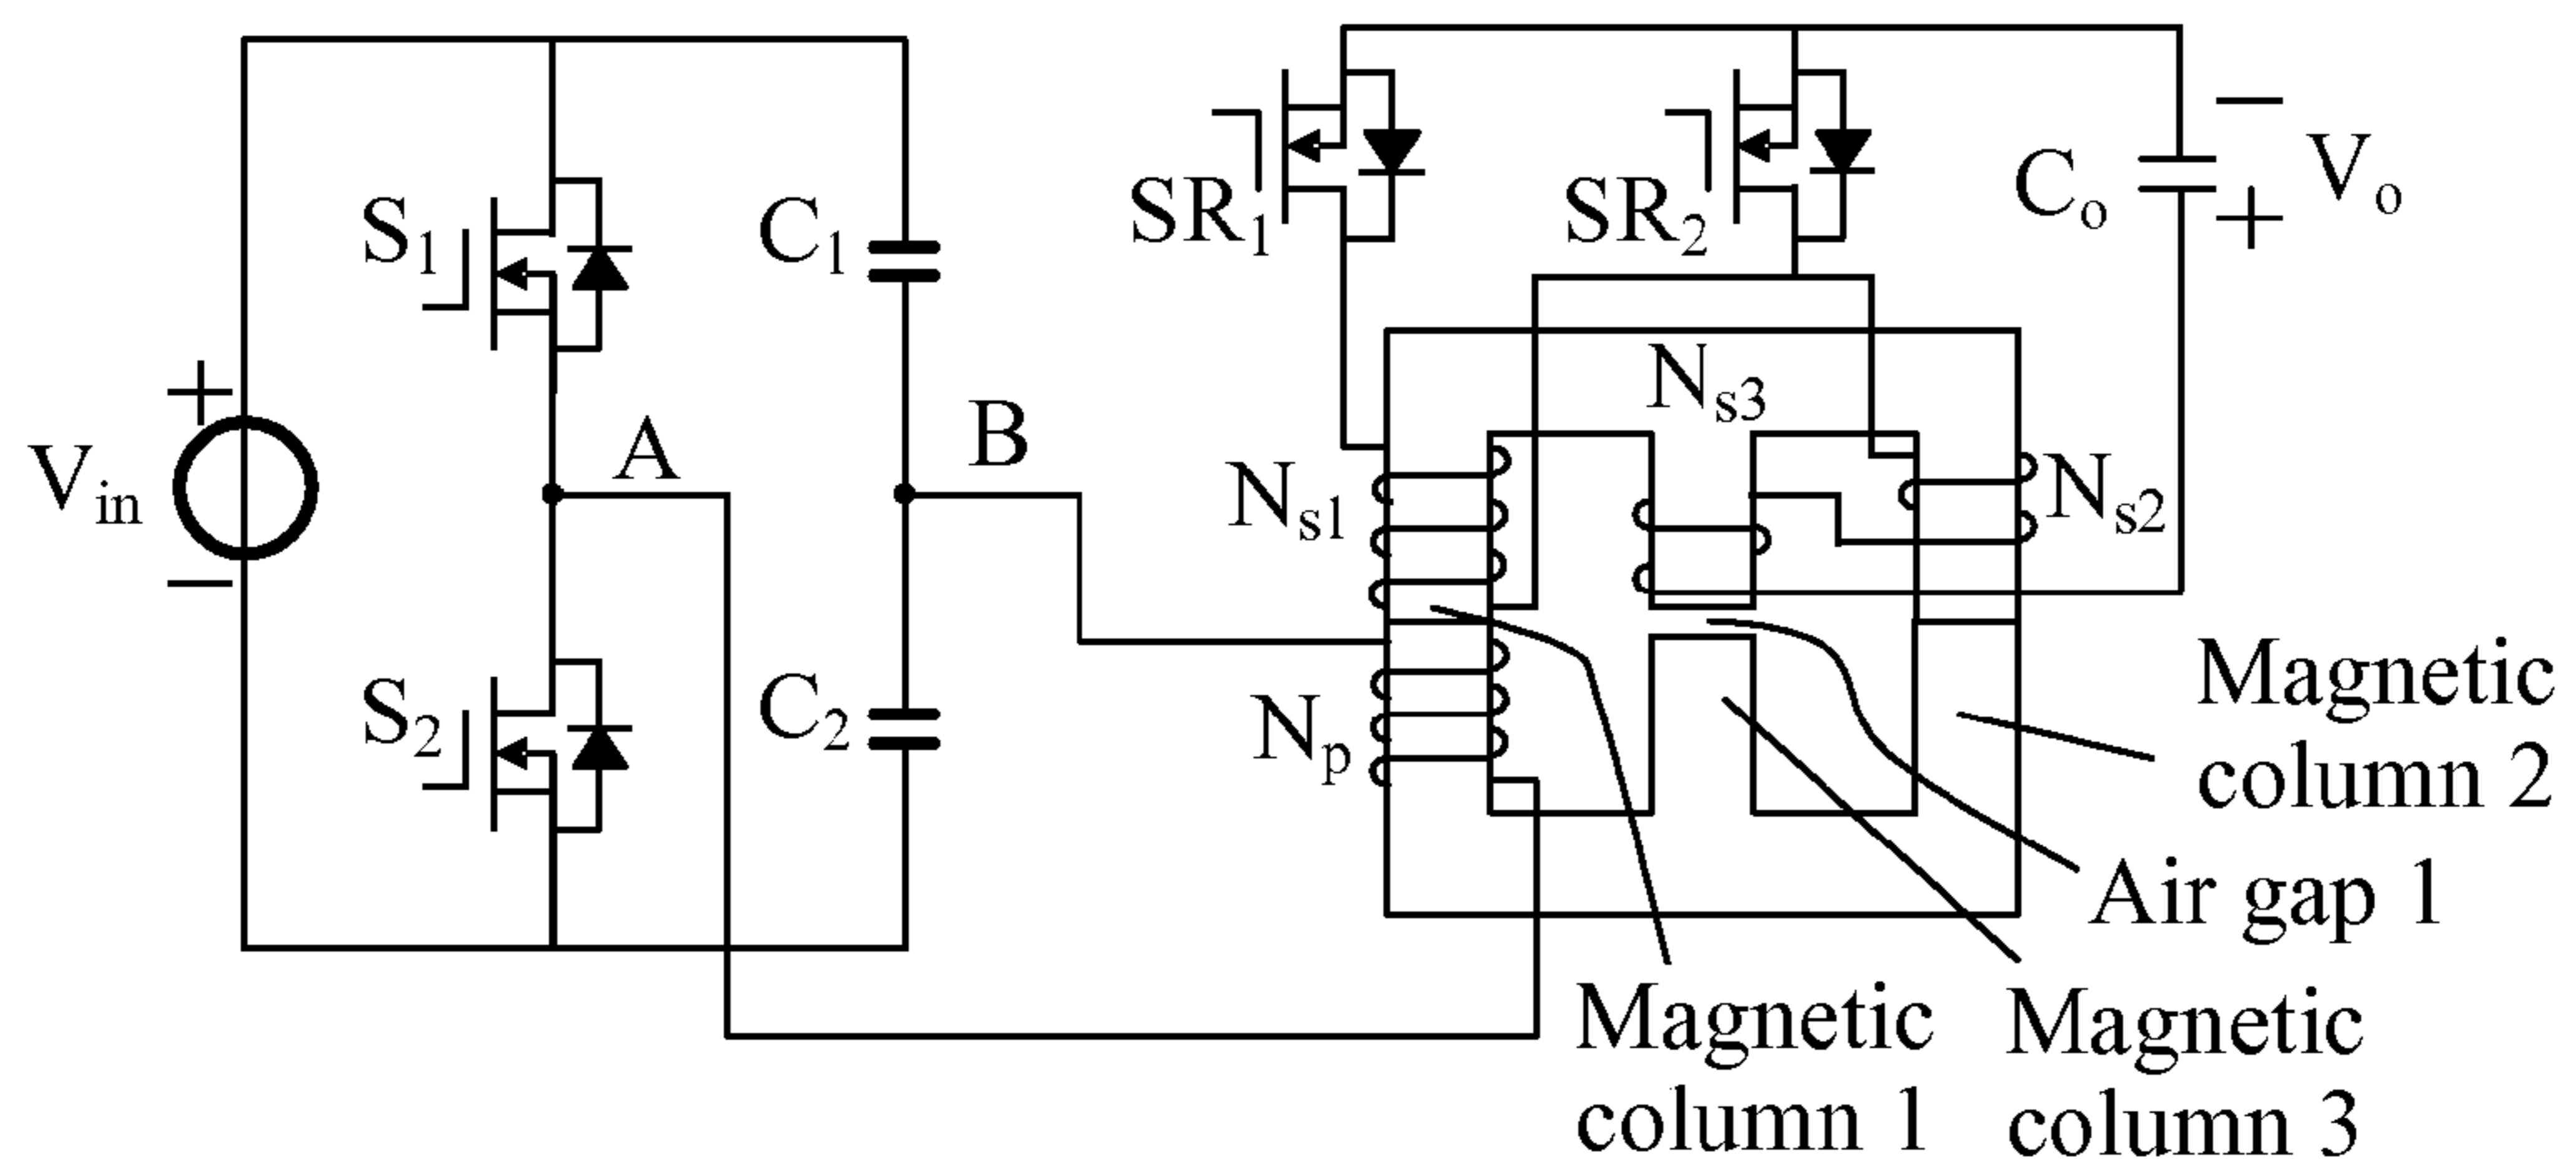 S1
C1
SR1
SR2
Co
−
Vo
+
+
Vin
−
A
B
Ns3
Ns1
Ns2
S2
C2
Np
Magnetic
column 2
Air gap 1
Magnetic
column 1
Magnetic
column 3